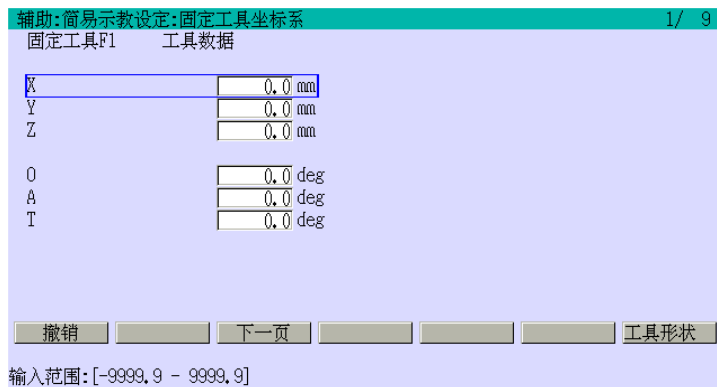 辅助:简易示教设定:固定工具坐标系 1/ 9
固定工具F1 工具数据
X 0.0 mm
Y 0.0 mm
Z 0.0 mm
O 0.0 deg
A 0.0 deg
T 0.0 deg
撤销 下一页 工具形状
输入范围:[-9999.9 - 9999.9]